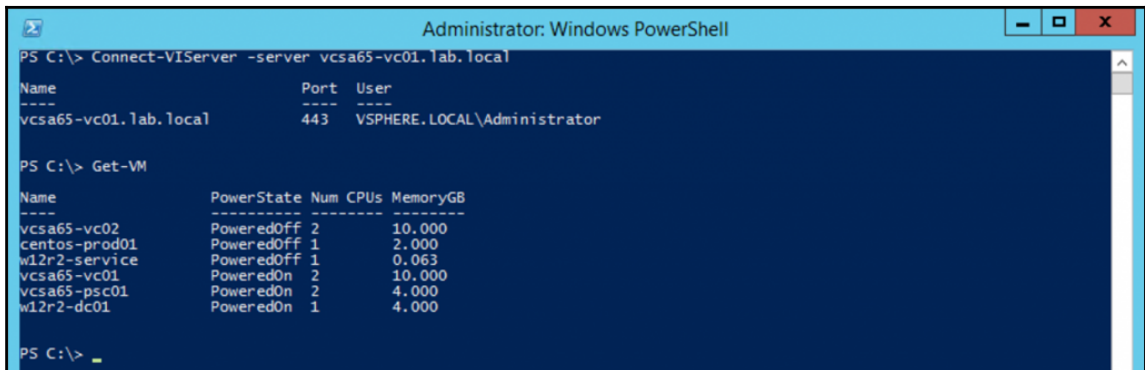 Administrator: Windows PowerShell
PS C:\> Connect-VIServer -server vcsa65-vc01.lab.local
Name Port User
---- ---- ----
vcsa65-vc01.lab.local 443 VSPHERE.LOCAL\Administrator
PS C:\> Get-VM
Name PowerState Num CPUs MemoryGB
---- ---------- -------- --------
vcsa65-vc02 PoweredOff 2 10.000
centos-prod01 PoweredOff 1 2.000
w12r2-service PoweredOff 1 0.063
vcsa65-vc01 PoweredOn 2 10.000
vcsa65-psc01 PoweredOn 2 4.000
w12r2-dc01 PoweredOn 1 4.000
PS C:\> _